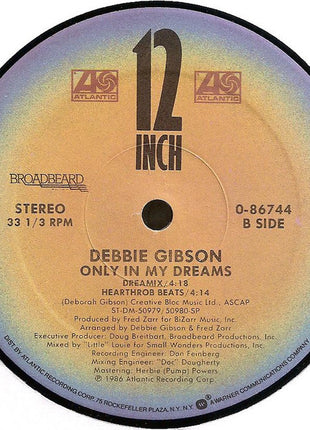 12
INCH
ATLANTIC
ATLANTIC
BROADBEARD
STEREO
33 1/3 RPM
0-86744
B SIDE
DEBBIE GIBSON
ONLY IN MY DREAMS
DREAMIX/4:18
HEARTHROB BEATS/4:14
(Deborah Gibson) Creative Bloc Music Ltd., ASCAP
ST-DM-50979/50980-SP
Produced by Fred Zarr for BiZarr Music, Inc.
Arranged by Debbie Gibson & Fred Zarr
Executive Producer: Doug Breitbart, Broadbeard Productions, Inc.
Mixed by "Little" Louie for Small Wonders Productions, Inc.
Recording Engineer: Don Feinberg
Mixing Engineer: "Doc" Dougherty
Mastering: Herbie (Pump) Powers
℗ 1986 Atlantic Recording Corp.
DIST. BY ATLANTIC RECORDING CORP. 75 ROCKEFELLER PLAZA, N.Y. N.Y. A WARNER COMMUNICATIONS COMPANY